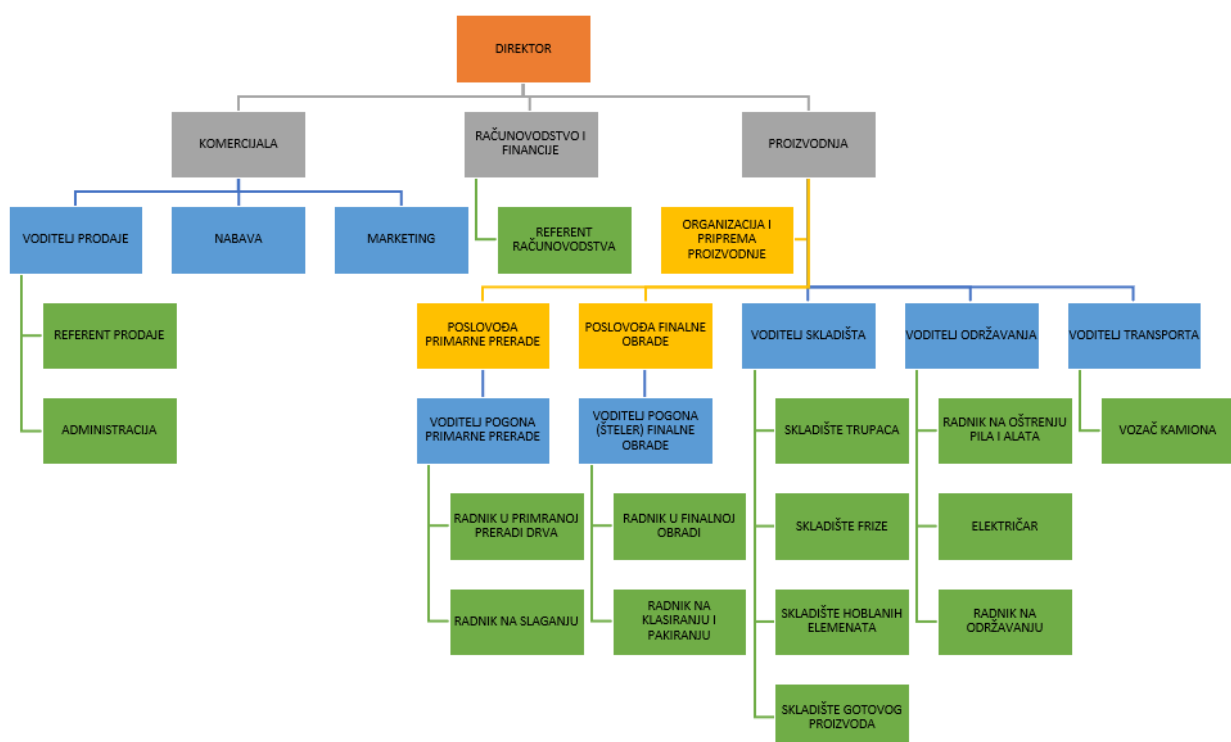 DIREKTOR
KOMERCIJALA
RAČUNOVODSTVO I
FINANCIJE
PROIZVODNJA
VODITELJ PRODAJE
NABAVA
MARKETING
REFERENT
RAČUNOVODSTVA
ORGANIZACIJA I
PRIPREMA
PROIZVODNJE
REFERENT PRODAJE
ADMINISTRACIJA
POSLOVOĐA
PRIMARNE PRERADE
POSLOVOĐA FINALNE
OBRADE
VODITELJ SKLADIŠTA
VODITELJ ODRŽAVANJA
VODITELJ TRANSPORTA
VODITELJ POGONA
PRIMARNE PRERADE
VODITELJ POGONA
(ŠTELER) FINALNE
OBRADE
SKLADIŠTE TRUPACA
RADNIK NA OŠTRENJU
PILA I ALATA
VOZAČ KAMIONA
RADNIK U PRIMRANOJ
PRERADI DRVA
RADNIK U FINALNOJ
OBRADI
SKLADIŠTE FRIZE
ELEKTRIČAR
RADNIK NA SLAGANJU
RADNIK NA
KLASIRANJU I
PAKIRANJU
SKLADIŠTE HOBLANIH
ELEMENATA
RADNIK NA
ODRŽAVANJU
SKLADIŠTE GOTOVOG
PROIZVODA